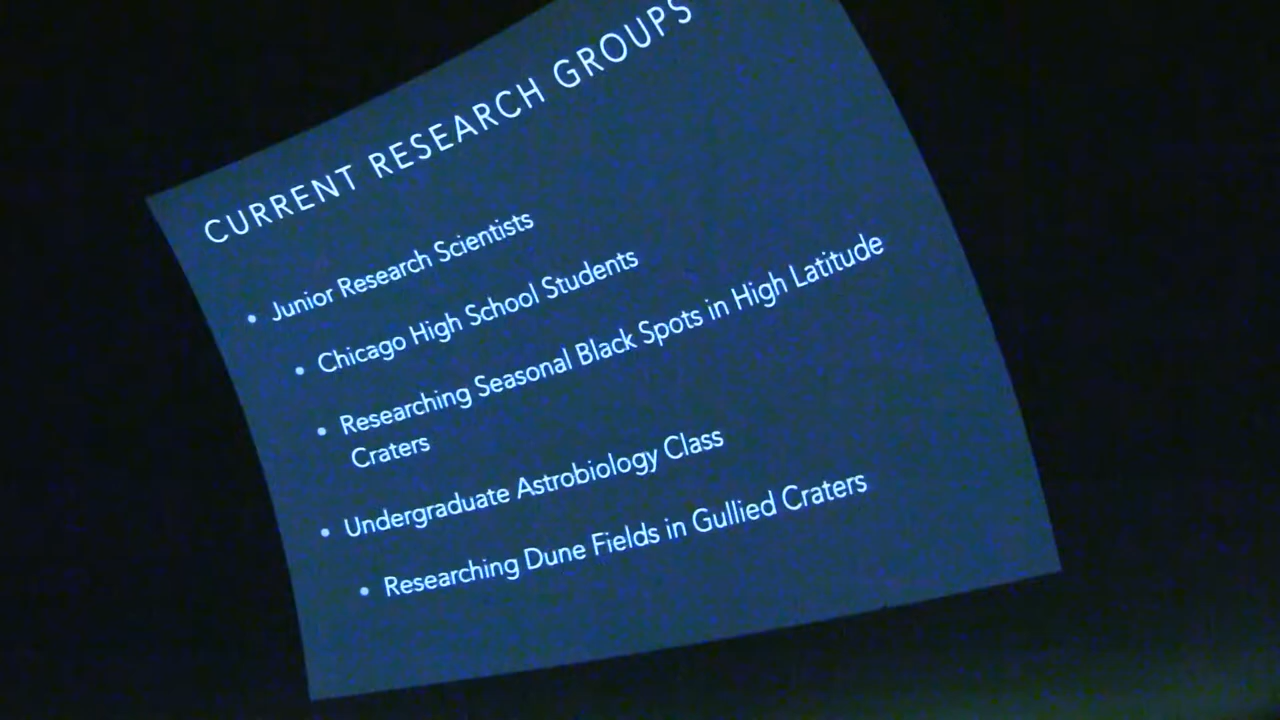 CURRENT RESEARCH GROUPS
• Junior Research Scientists
• Chicago High School Students
• Researching Seasonal Black Spots in High Latitude
Craters
• Undergraduate Astrobiology Class
• Researching Dune Fields in Gullied Craters